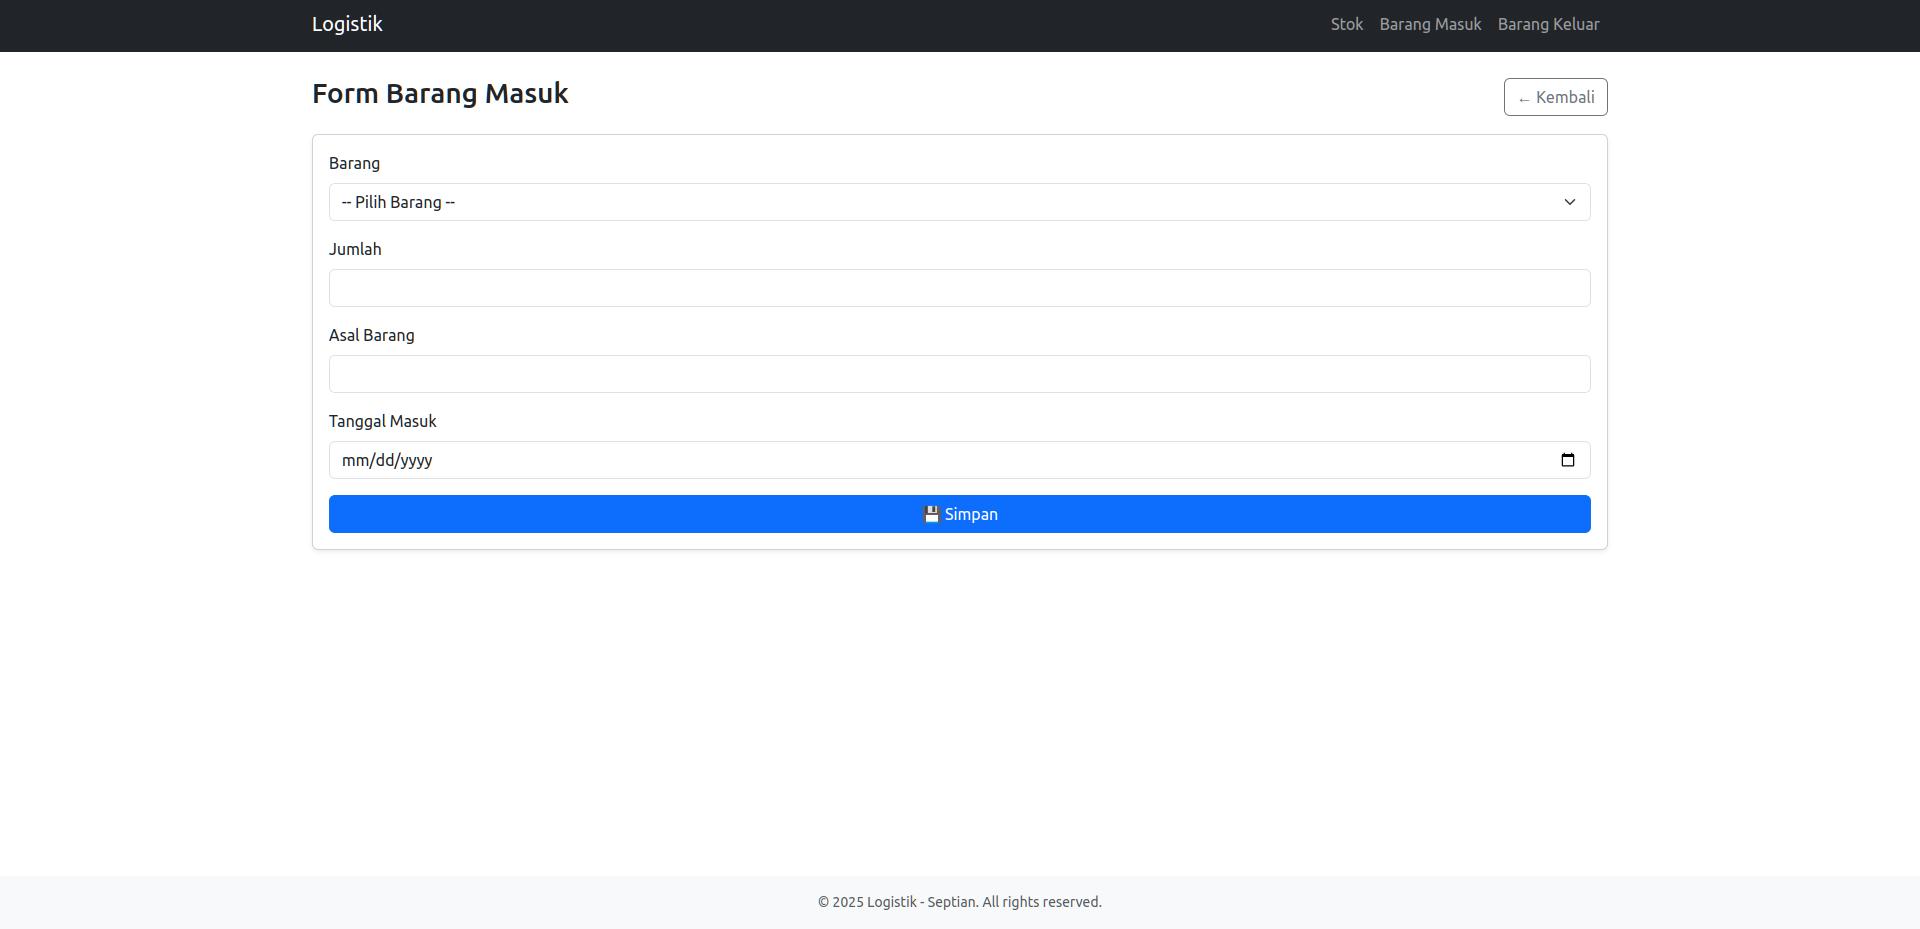 Logistik
Stok Barang Masuk Barang Keluar
Form Barang Masuk
← Kembali
Barang
-- Pilih Barang --
Jumlah
Asal Barang
Tanggal Masuk
mm/dd/yyyy
💾 Simpan
© 2025 Logistik - Septian. All rights reserved.